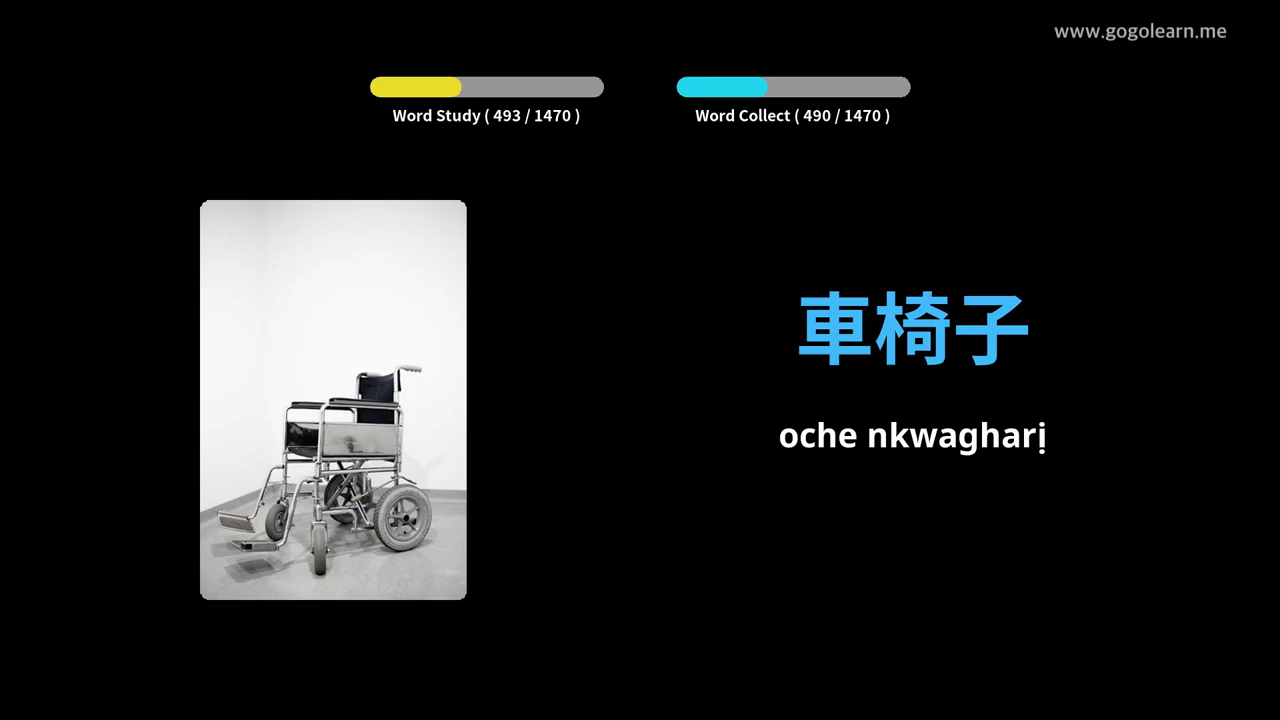 www.gogolearn.me
Word Study ( 493 / 1470 )
Word Collect ( 490 / 1470 )
車椅子
oche nkwagharị